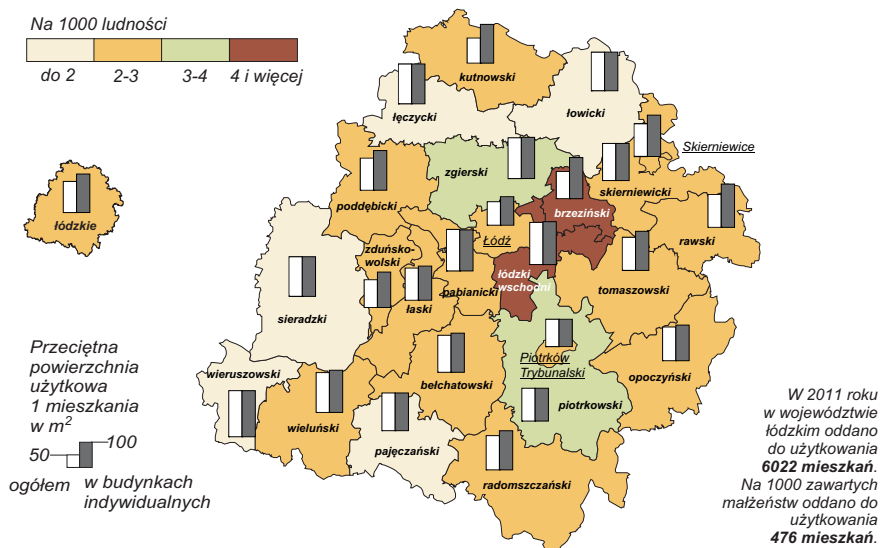 Na 1000 ludności
do 2
2-3
3-4
4 i więcej
kutnowski
łowicki
łęczycki
Skierniewice
zgierski
skierniewicki
poddębicki
brzeziński
łódzkie
rawski
Łódź
zduńsko-
wolski
łódzki
wschodni
pabianicki
tomaszowski
łaski
sieradzki
Piotrków
Trybunalski
opoczyński
wieruszowski
bełchatowski
piotrkowski
wieluński
pajęczański
radomszczański
Przeciętna
powierzchnia
użytkowa
1 mieszkania
w m²
50
100
ogółem
w budynkach
indywidualnych
W 2011 roku
w województwie
łódzkim oddano
do użytkowania
6022 mieszkań.
Na 1000 zawartych
małżeństw oddano do
użytkowania
476 mieszkań.